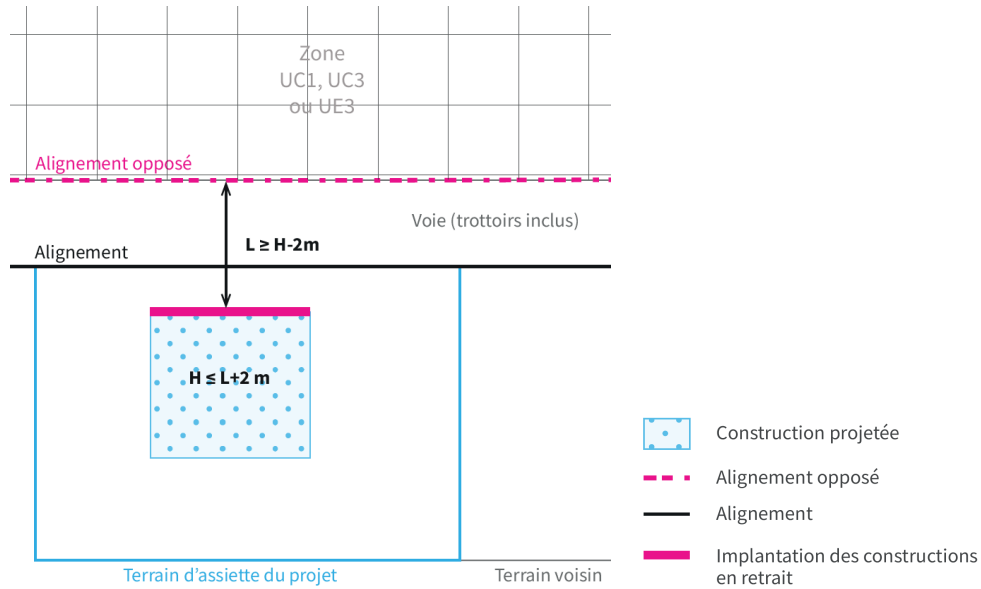 Zone
UC1, UC3
ou UE3
Alignement opposé
Voie (trottoirs inclus)
L ≥ H-2m
Alignement
H ≤ L+2 m
Construction projetée
Alignement opposé
Alignement
Implantation des constructions
en retrait
Terrain d’assiette du projet
Terrain voisin